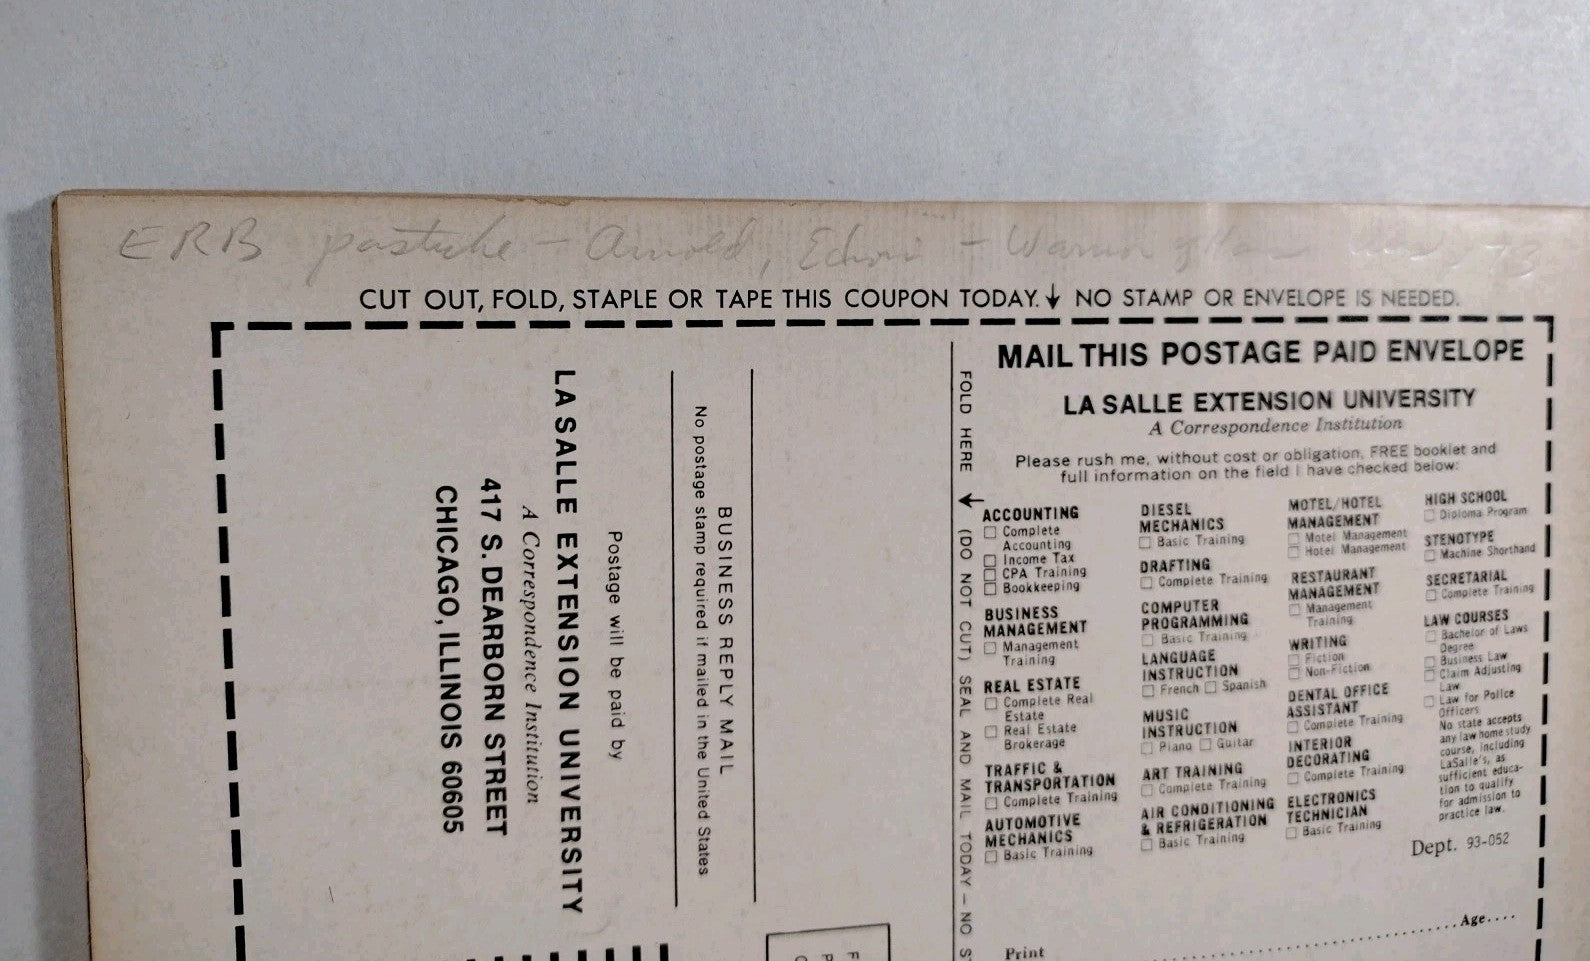 ERB pastiche - Arnold, Edwin -
CUT OUT, FOLD, STAPLE OR TAPE THIS COUPON TODAY. ↓ NO STAMP OR ENVELOPE IS NEEDED.
LA SALLE EXTENSION UNIVERSITY
A Correspondence Institution
417 S. DEARBORN STREET
CHICAGO, ILLINOIS 60605
Postage will be paid by
BUSINESS REPLY MAIL
No postage stamp required if mailed in the United States
FOLD HERE ↓ (DO NOT CUT) SEAL AND MAIL TODAY — NO
MAIL THIS POSTAGE PAID ENVELOPE
LA SALLE EXTENSION UNIVERSITY
A Correspondence Institution
Please rush me, without cost or obligation, FREE booklet and
full information on the field I have checked below:
ACCOUNTING
□ Complete
Accounting
□ Income Tax
□ CPA Training
□ Bookkeeping
BUSINESS
MANAGEMENT
□ Management
Training
REAL ESTATE
□ Complete Real
Estate
□ Real Estate
Brokerage
TRAFFIC &
TRANSPORTATION
□ Complete Training
AUTOMOTIVE
MECHANICS
□ Basic Training
DIESEL
MECHANICS
□ Basic Training
DRAFTING
□ Complete Training
COMPUTER
PROGRAMMING
□ Basic Training
LANGUAGE
INSTRUCTION
□ French □ Spanish
MUSIC
INSTRUCTION
□ Piano □ Guitar
ART TRAINING
□ Complete Training
AIR CONDITIONING
& REFRIGERATION
□ Basic Training
MOTEL/HOTEL
MANAGEMENT
□ Motel Management
□ Hotel Management
RESTAURANT
MANAGEMENT
□ Management
Training
WRITING
□ Fiction
□ Non-Fiction
DENTAL OFFICE
ASSISTANT
□ Complete Training
INTERIOR
DECORATING
□ Complete Training
ELECTRONICS
TECHNICIAN
□ Basic Training
HIGH SCHOOL
□ Diploma Program
STENOTYPE
□ Machine Shorthand
SECRETARIAL
□ Complete Training
LAW COURSES
□ Bachelor of Laws
Degree
□ Business Law
□ Claim Adjusting
Law
□ Law for Police
Officers
No state accepts
any law home study
course, including
LaSalle's, as
sufficient educa-
tion to qualify
for admission to
practice law.
Dept. 93-052
Age....
Print